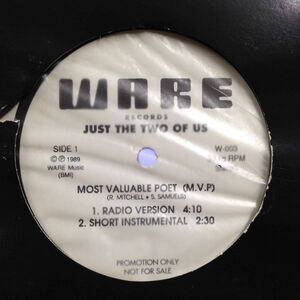 WARE
RECORDS
JUST THE TWO OF US
SIDE 1
℗© 1989
WARE Music
(BMI)
W-003
RPM
MOST VALUABLE POET (M.V.P)
(R. MITCHELL • S. SAMUELS)
1. RADIO VERSION 4:10
2. SHORT INSTRUMENTAL 2:30
PROMOTION ONLY
NOT FOR SALE